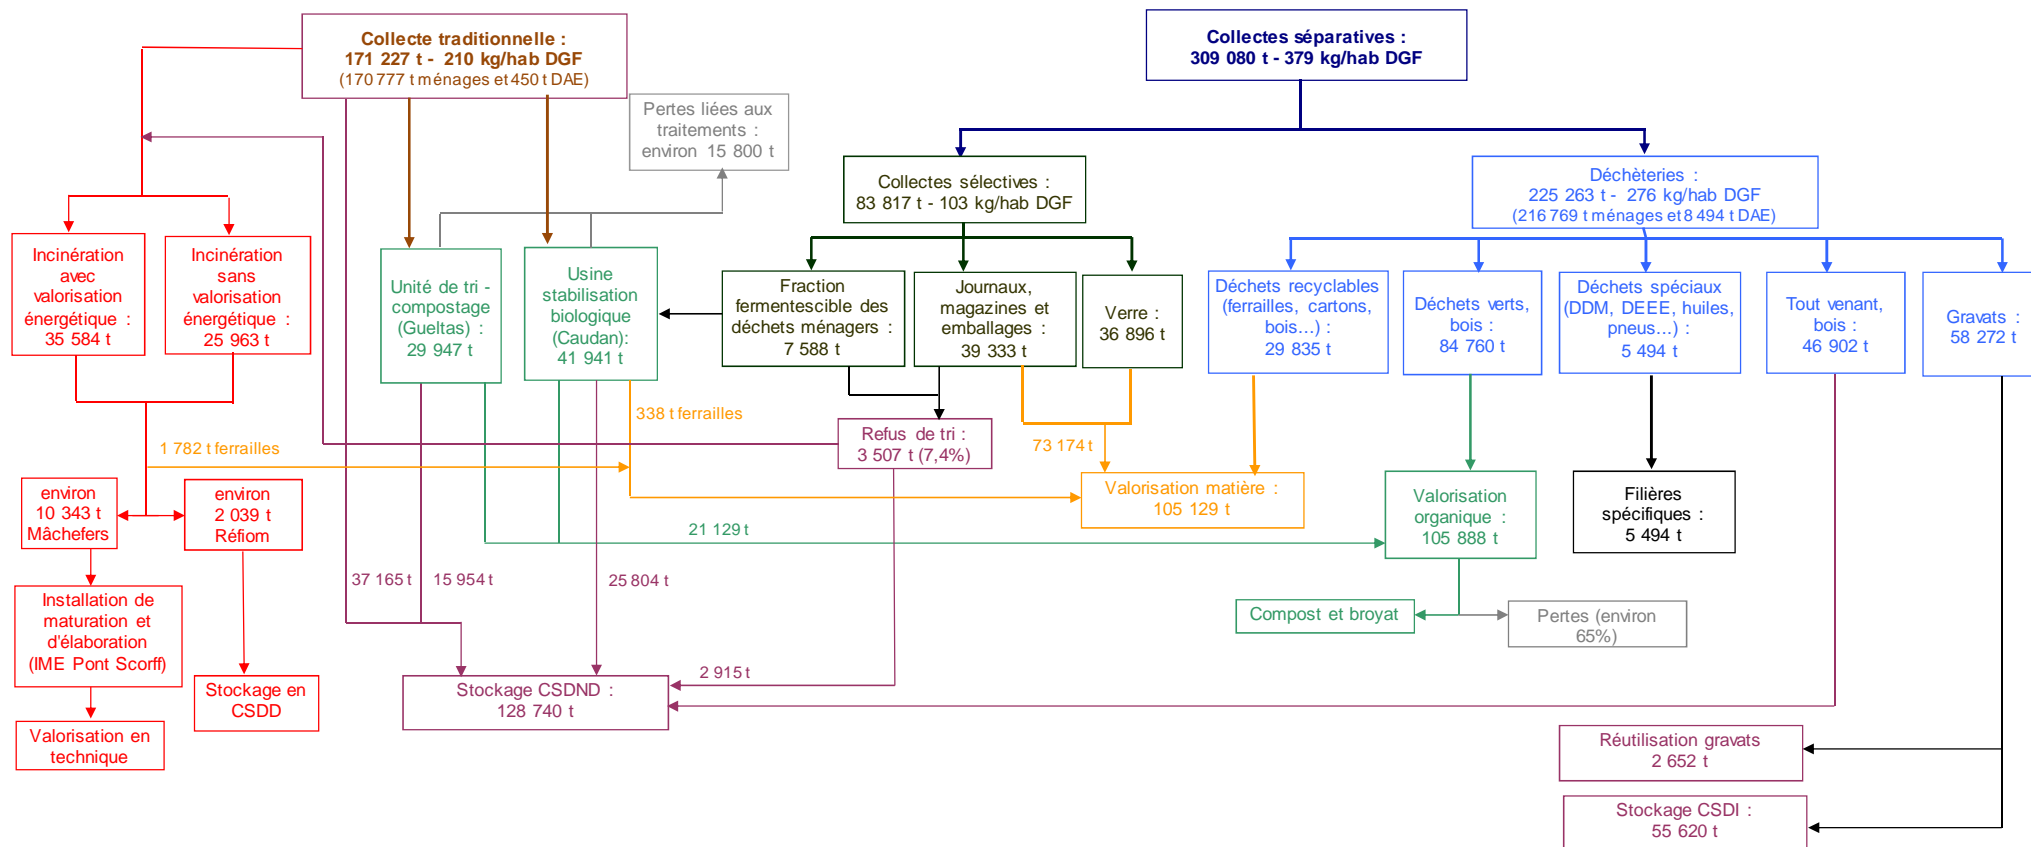 Collecte traditionnelle :
171 227 t - 210 kg/hab DGF
(170 777 t ménages et 450 t DAE)
Collectes séparatives :
309 080 t - 379 kg/hab DGF
Pertes liées aux
traitements :
environ 15 800 t
Collectes sélectives :
83 817 t - 103 kg/hab DGF
Déchèteries :
225 263 t - 276 kg/hab DGF
(216 769 t ménages et 8 494 t DAE)
Incinération
avec
valorisation
énergétique :
35 584 t
Incinération
sans
valorisation
énergétique :
25 963 t
Unité de tri -
compostage
(Gueltas) :
29 947 t
Usine
stabilisation
biologique
(Caudan):
41 941 t
Fraction
fermentescible des
déchets ménagers :
7 588 t
Journaux,
magazines et
emballages :
39 333 t
Verre :
36 896 t
Déchets recyclables
(ferrailles, cartons,
bois...) :
29 835 t
Déchets verts,
bois :
84 760 t
Déchets spéciaux
(DDM, DEEE, huiles,
pneus...) :
5 494 t
Tout venant,
bois :
46 902 t
Gravats :
58 272 t
338 t ferrailles
1 782 t ferrailles
Refus de tri :
3 507 t (7,4%)
73 174 t
environ
10 343 t
Mâchefers
environ
2 039 t
Réfiom
Valorisation matière :
105 129 t
Valorisation
organique :
105 888 t
Filières
spécifiques :
5 494 t
21 129 t
37 165 t
15 954 t
25 804 t
Installation de
maturation et
d'élaboration
(IME Pont Scorff)
Compost et broyat
Pertes (environ
65%)
2 915 t
Stockage en
CSDD
Stockage CSDND :
128 740 t
Valorisation en
technique
Réutilisation gravats
2 652 t
Stockage CSDI :
55 620 t